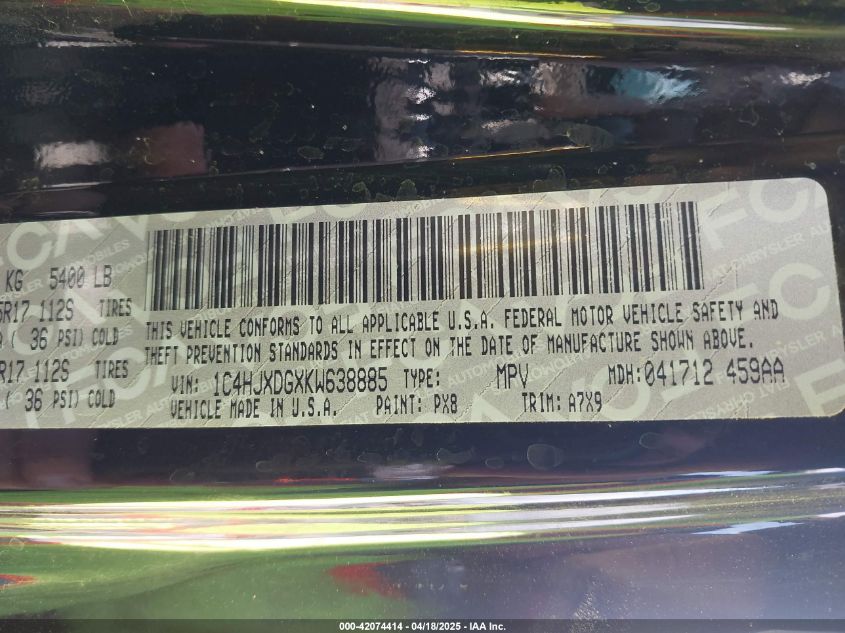 KG 5400 LB
R17 112S TIRES
( 36 PSI) COLD
R17 112S TIRES
( 36 PSI) COLD
THIS VEHICLE CONFORMS TO ALL APPLICABLE U.S.A. FEDERAL MOTOR VEHICLE SAFETY AND
THEFT PREVENTION STANDARDS IN EFFECT ON THE DATE OF MANUFACTURE SHOWN ABOVE.
VIN: 1C4HJXDGXKW638885 TYPE: MPV MDH: 041712 459AA
VEHICLE MADE IN U.S.A. PAINT: PX8 TRIM: A7X9
000-42074414 - 04/18/2025 - IAA Inc.